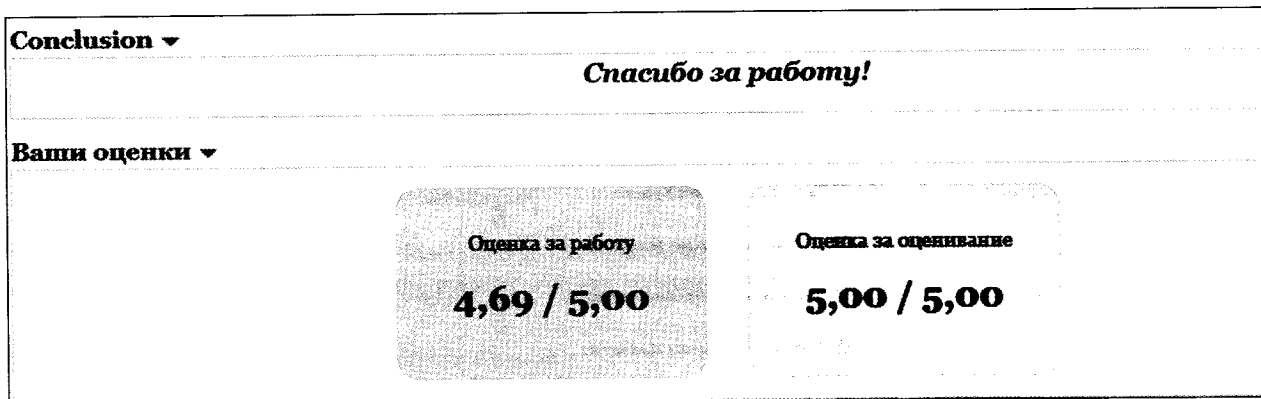 Conclusion
Спасибо за работу!
Ваши оценки
Оценка за работу
4,69 / 5,00
Оценка за оценивание
5,00 / 5,00